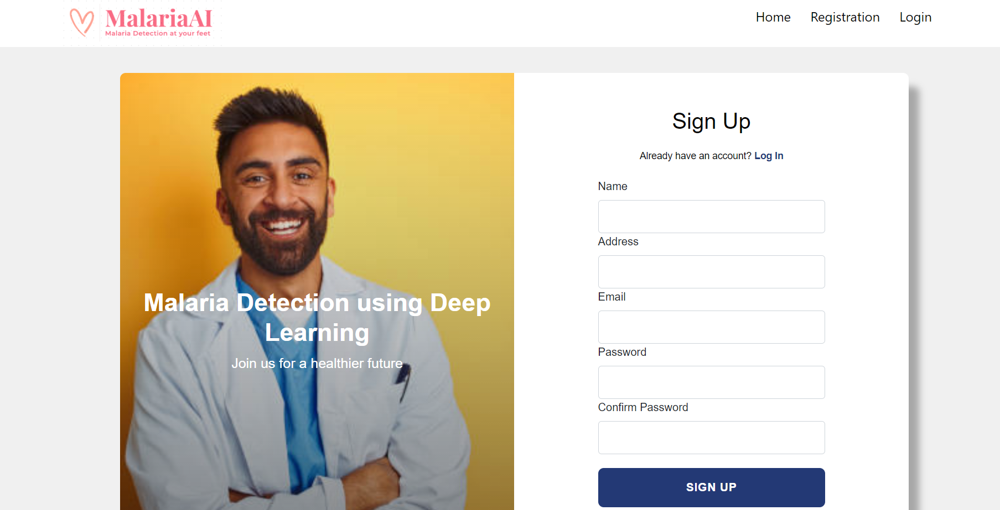 MalariaAI
Malaria Detection at your feet
Home
Registration
Login
Malaria Detection using Deep
Learning
Join us for a healthier future
Sign Up
Already have an account? Log In
Name
Address
Email
Password
Confirm Password
SIGN UP